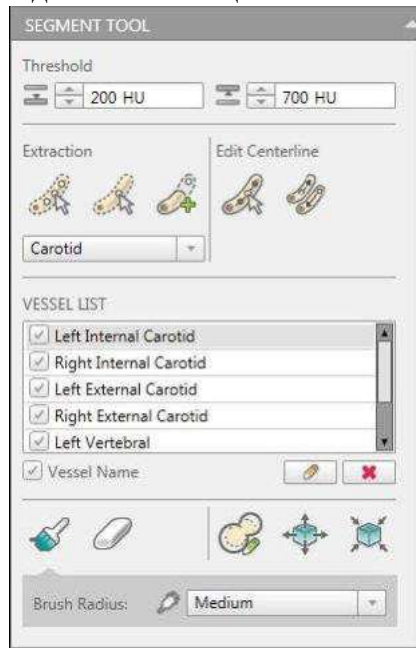 SEGMENT TOOL
Threshold
200 HU 700 HU
Extraction Edit Centerline
Carotid
VESSEL LIST
Left Internal Carotid
Right Internal Carotid
Left External Carotid
Right External Carotid
Left Vertebral
Vessel Name
Brush Radius: Medium